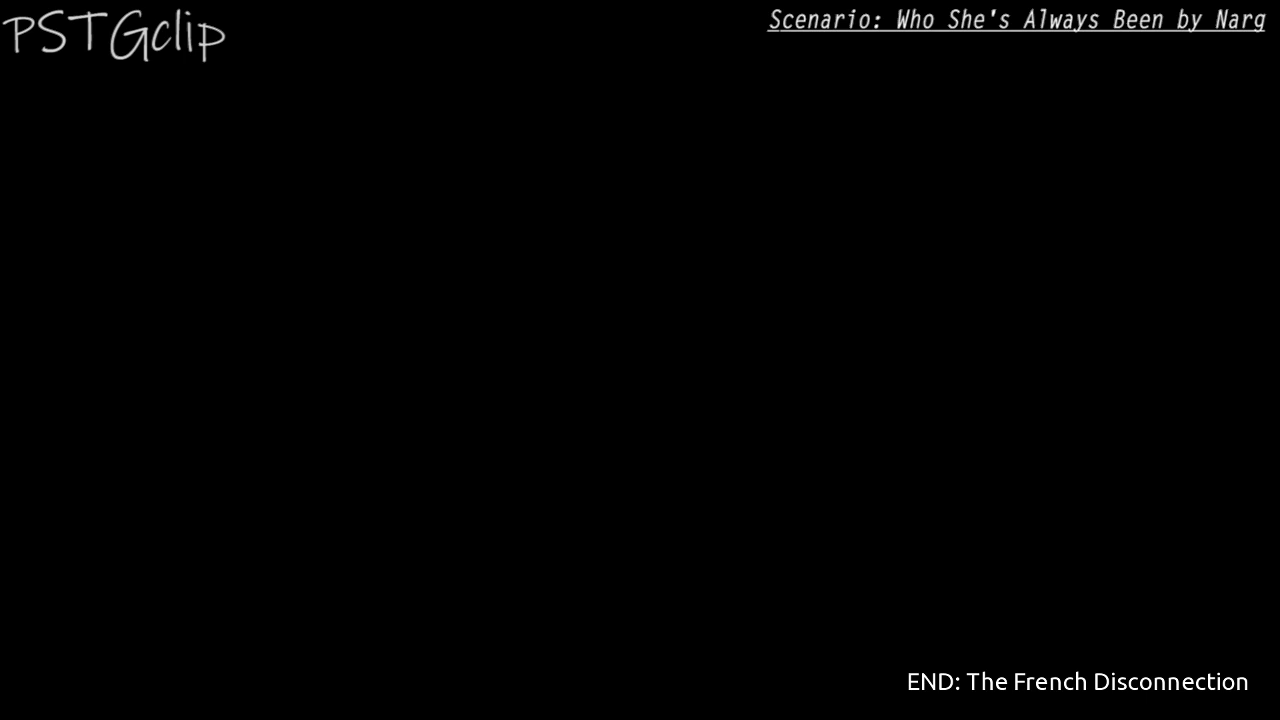 PSTGclip
Scenario: Who She's Always Been by Narg
END: The French Disconnection